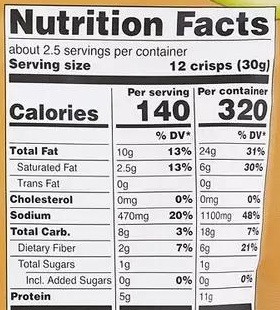 Nutrition Facts
about 2.5 servings per container
Serving size 12 crisps (30g)
Per serving Per container
Calories 140 320
% DV* % DV*
Total Fat 10g 13% 24g 31%
Saturated Fat 2.5g 13% 6g 30%
Trans Fat 0g 0g
Cholesterol 0mg 0% 0mg 0%
Sodium 470mg 20% 1100mg 48%
Total Carb. 8g 3% 18g 7%
Dietary Fiber 2g 7% 6g 21%
Total Sugars 1g 1g
Incl. Added Sugars 0g 0% 0g 0%
Protein 5g 11g